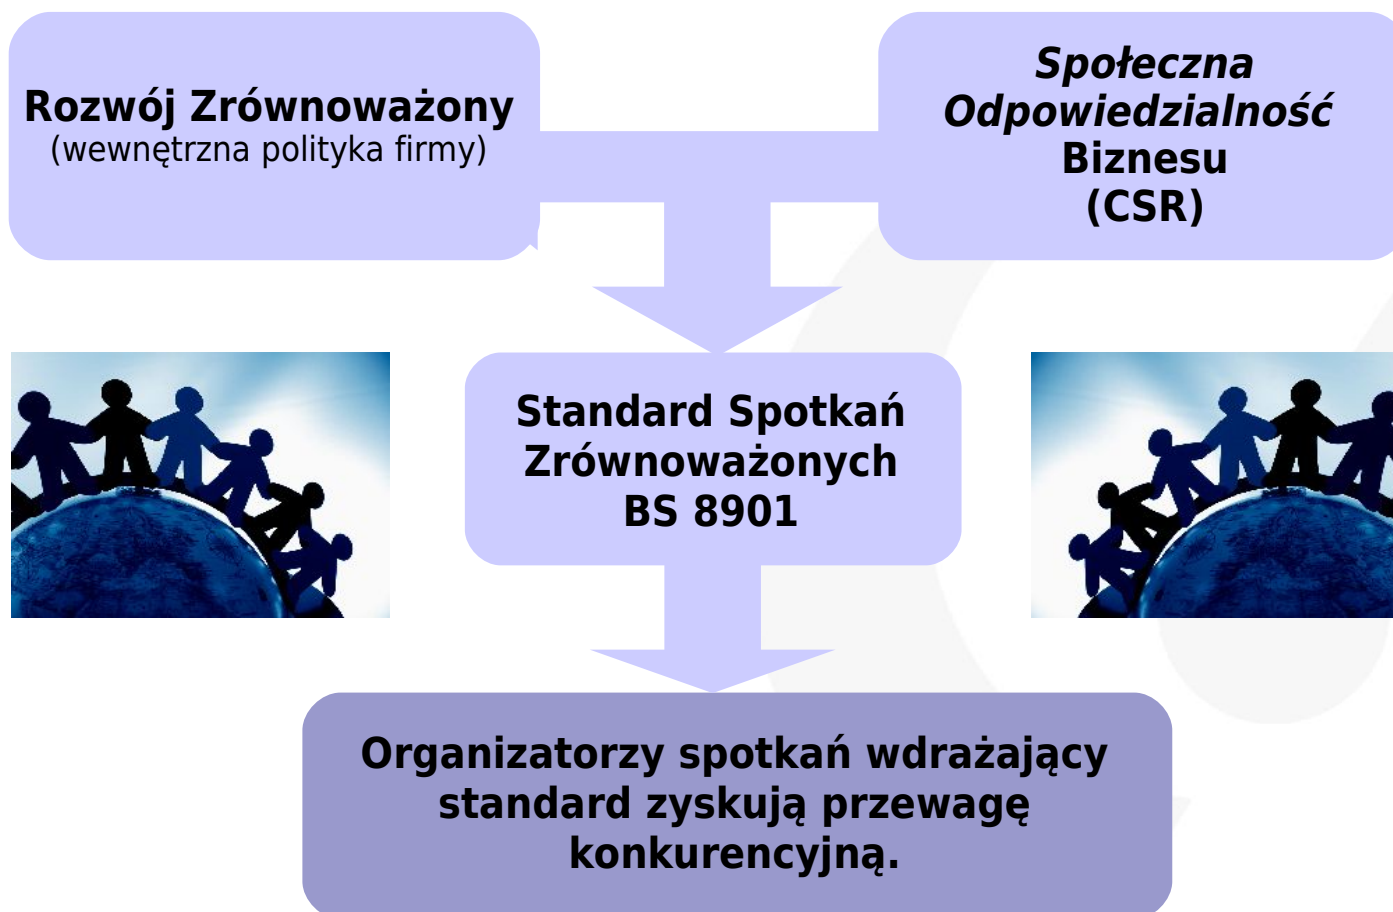 Rozwój Zrównoważony
(wewnętrzna polityka firmy)
Społeczna
Odpowiedzialność
Biznesu
(CSR)
Standard Spotkań
Zrównoważonych
BS 8901
Organizatorzy spotkań wdrażający
standard zyskują przewagę
konkurencyjną.